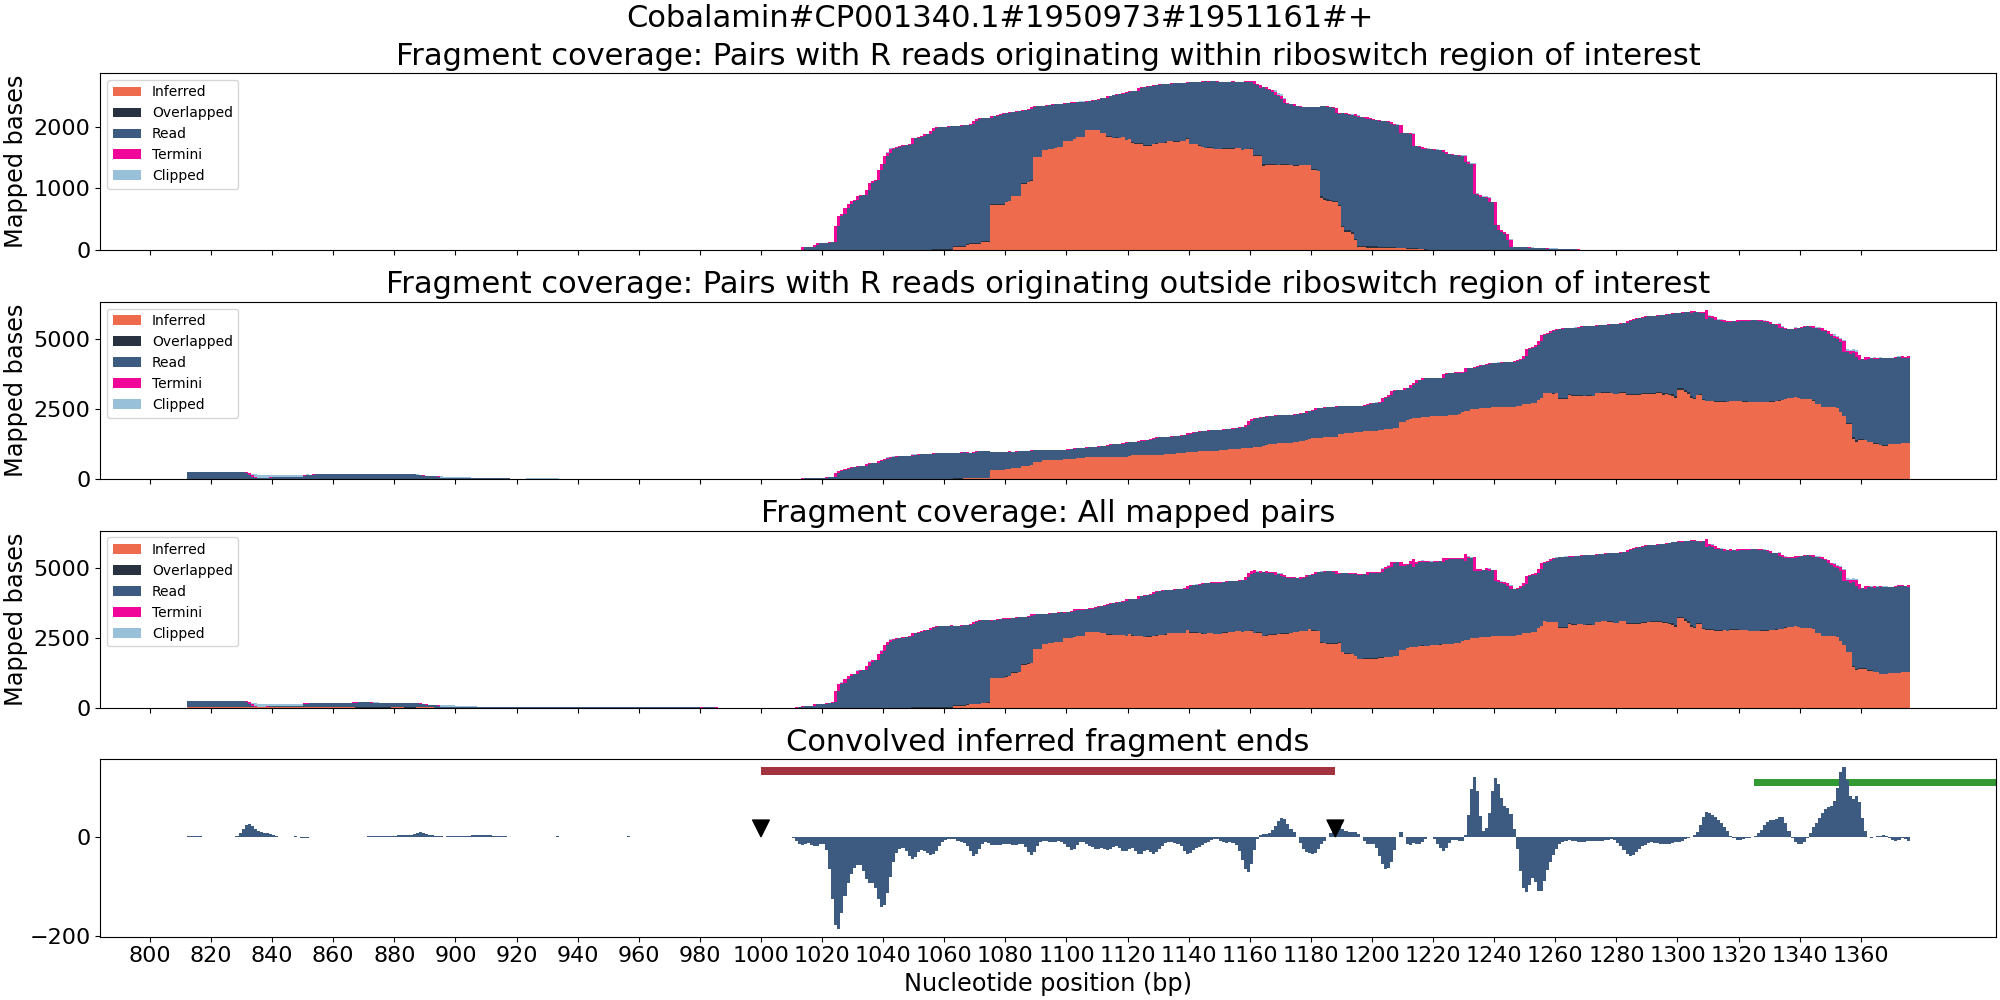 Cobalamin#CP001340.1#1950973#1951161#+
Fragment coverage: Pairs with R reads originating within riboswitch region of interest
Mapped bases
2000
1000
0
Inferred
Overlapped
Read
Termini
Clipped
Fragment coverage: Pairs with R reads originating outside riboswitch region of interest
Mapped bases
5000
2500
0
Inferred
Overlapped
Read
Termini
Clipped
Fragment coverage: All mapped pairs
Mapped bases
5000
2500
0
Inferred
Overlapped
Read
Termini
Clipped
Convolved inferred fragment ends
0
−200
800 820 840 860 880 900 920 940 960 980 1000 1020 1040 1060 1080 1100 1120 1140 1160 1180 1200 1220 1240 1260 1280 1300 1320 1340 1360
Nucleotide position (bp)